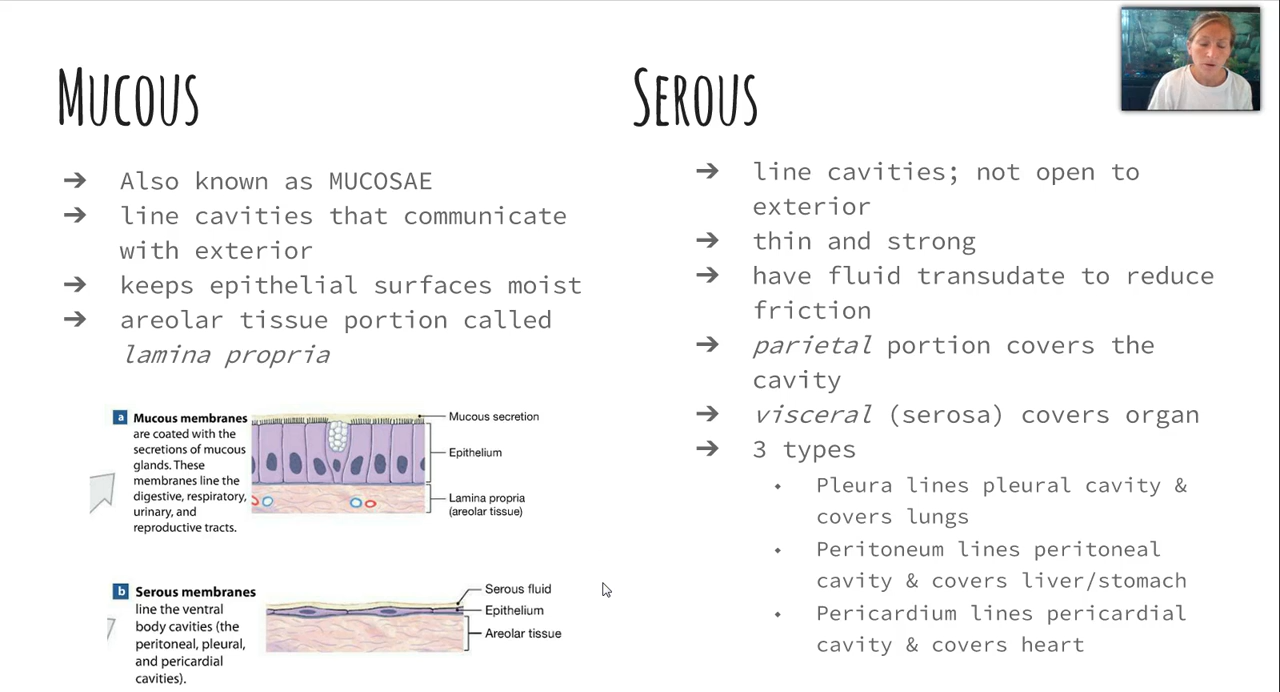 Mucous
➔ Also known as MUCOSAE
➔ line cavities that communicate
with exterior
➔ keeps epithelial surfaces moist
➔ areolar tissue portion called
lamina propria
a Mucous membranes
are coated with the
secretions of mucous
glands. These
membranes line the
digestive, respiratory,
urinary, and
reproductive tracts.
Mucous secretion
Epithelium
Lamina propria
(areolar tissue)
b Serous membranes
line the ventral
body cavities (the
peritoneal, pleural,
and pericardial
cavities).
Serous fluid
Epithelium
Areolar tissue
Serous
➔ line cavities; not open to
exterior
➔ thin and strong
➔ have fluid transudate to reduce
friction
➔ parietal portion covers the
cavity
➔ visceral (serosa) covers organ
➔ 3 types
⬩ Pleura lines pleural cavity &
covers lungs
⬩ Peritoneum lines peritoneal
cavity & covers liver/stomach
⬩ Pericardium lines pericardial
cavity & covers heart